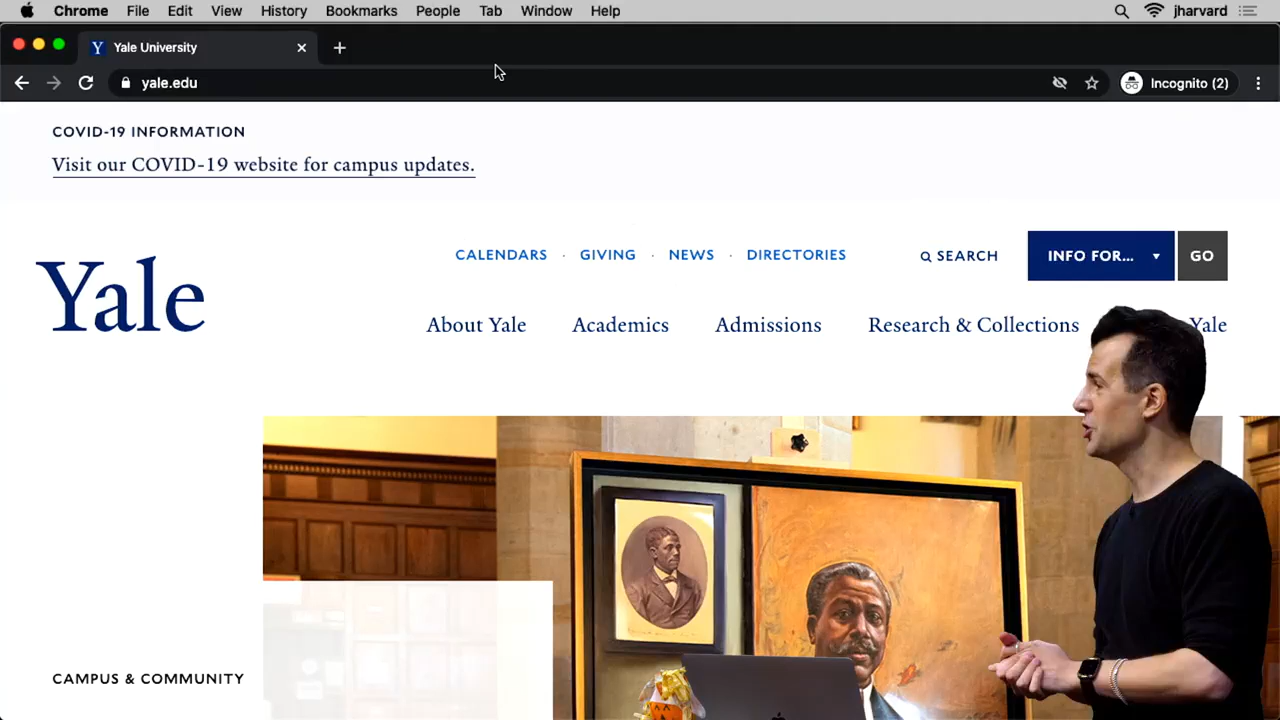 Chrome File Edit View History Bookmarks People Tab Window Help jharvard
Y Yale University
yale.edu Incognito (2)
COVID-19 INFORMATION
Visit our COVID-19 website for campus updates.
CALENDARS · GIVING · NEWS · DIRECTORIES SEARCH INFO FOR... GO
Yale
About Yale Academics Admissions Research & Collections Yale
CAMPUS & COMMUNITY